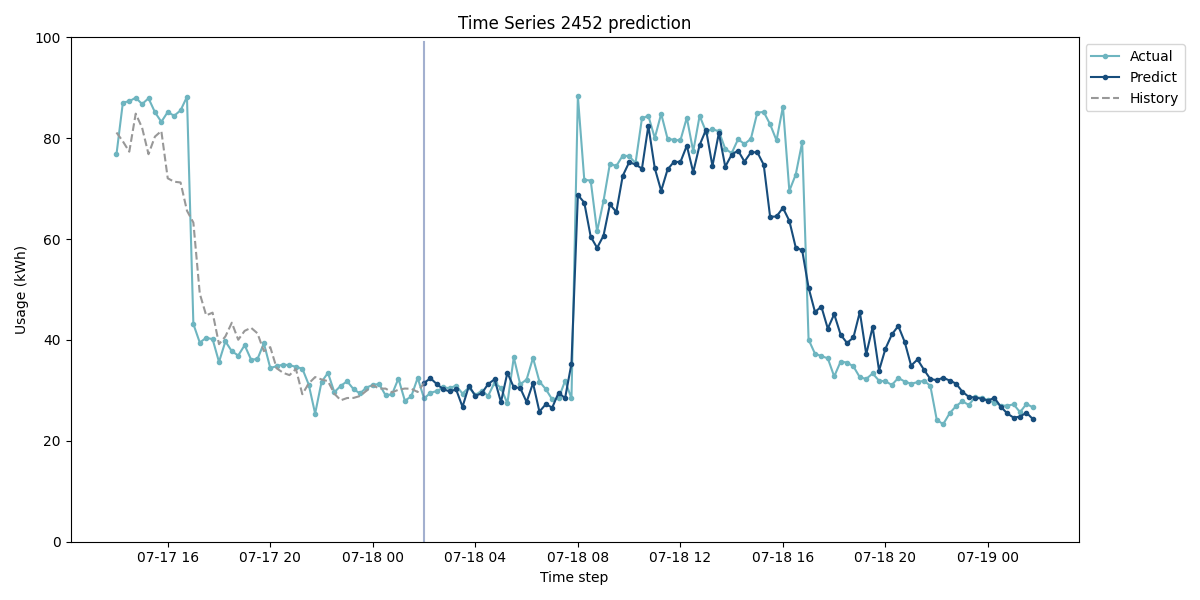 Time Series 2452 prediction
Usage (kWh)
100
80
60
40
20
0
07-17 16
07-17 20
07-18 00
07-18 04
07-18 08
07-18 12
07-18 16
07-18 20
07-19 00
Time step
Actual
Predict
History